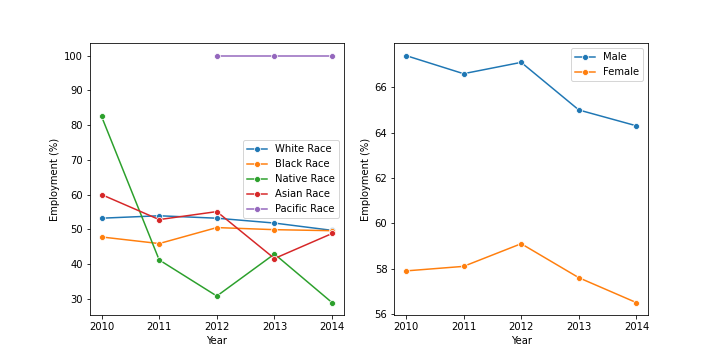 100
90
80
70
60
50
40
30
Employment (%)
2010 2011 2012 2013 2014
Year
White Race
Black Race
Native Race
Asian Race
Pacific Race
66
64
62
60
58
56
Employment (%)
2010 2011 2012 2013 2014
Year
Male
Female